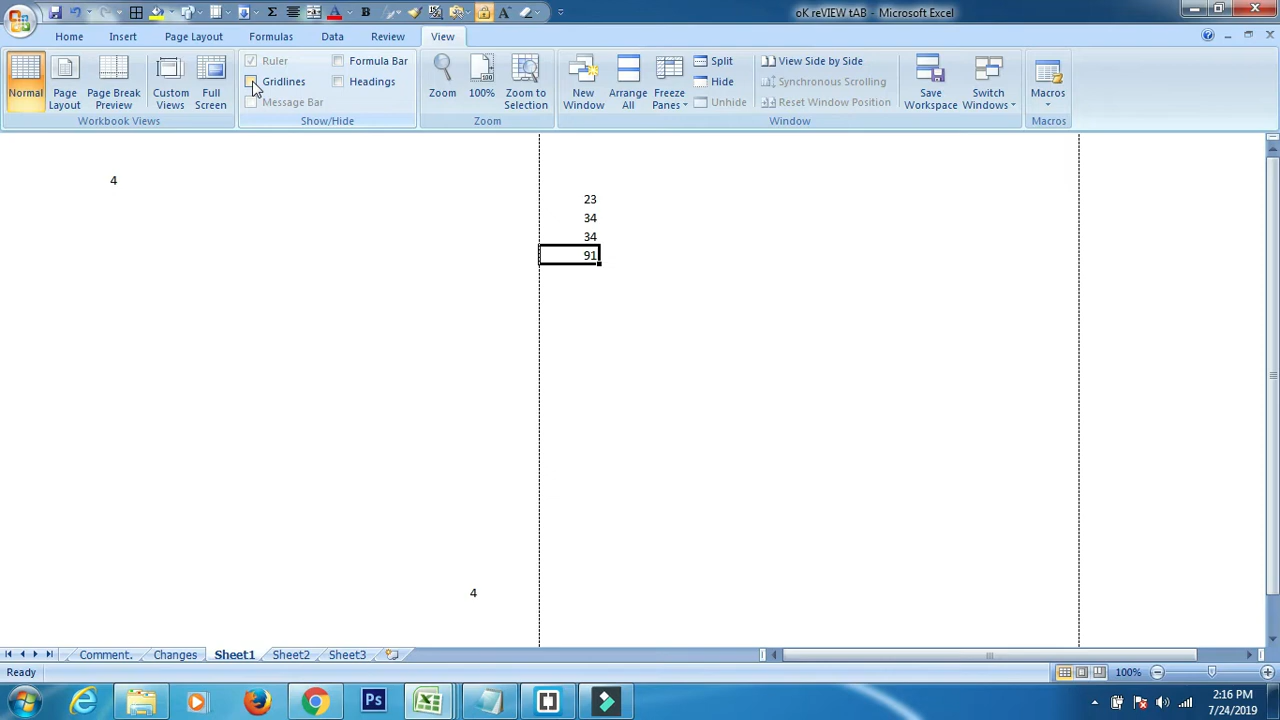 oK reVIEW tAB - Microsoft Excel
Home Insert Page Layout Formulas Data Review View
Ruler Formula Bar
Gridlines Headings
Message Bar
Normal Page Layout Page Break Preview Custom Views Full Screen
Zoom 100% Zoom to Selection
New Window Arrange All Freeze Panes
Split View Side by Side
Hide Synchronous Scrolling
Unhide Reset Window Position
Save Workspace Switch Windows Macros
Workbook Views Show/Hide Zoom Window Macros
4
23
34
34
91
4
Comment. Changes Sheet1 Sheet2 Sheet3
Ready 100%
Ps
2:16 PM
7/24/2019